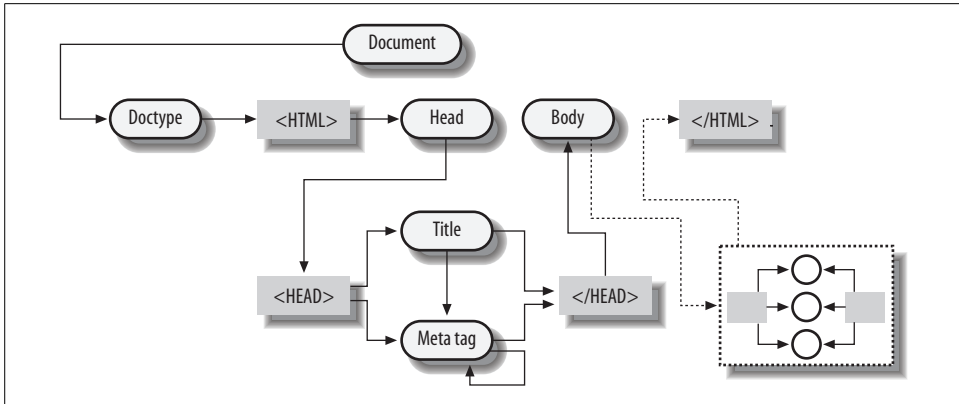 Document
Doctype
<HTML>
Head
Body
</HTML>
Title
<HEAD>
</HEAD>
Meta tag